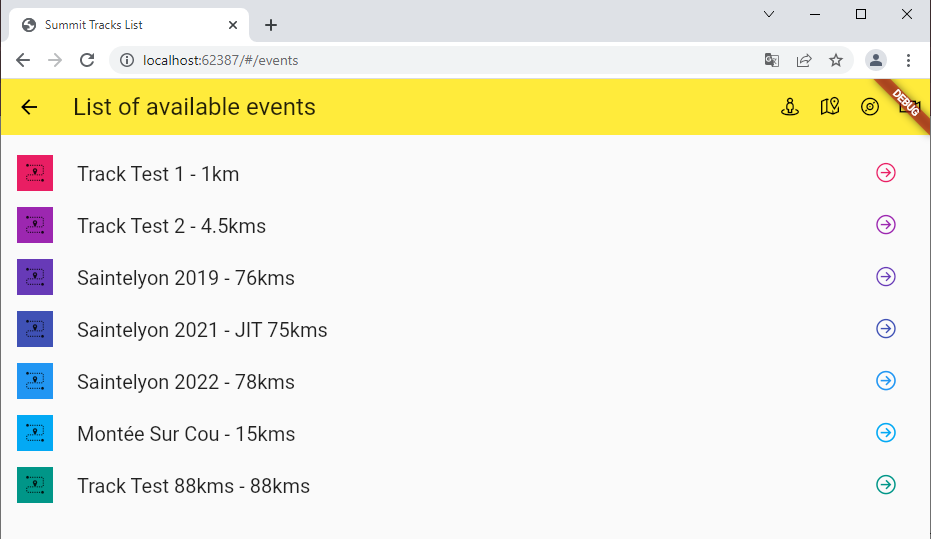 Summit Tracks List
localhost:62387/#/events
List of available events
DEBUG
Track Test 1 - 1km
Track Test 2 - 4.5kms
Saintelyon 2019 - 76kms
Saintelyon 2021 - JIT 75kms
Saintelyon 2022 - 78kms
Montée Sur Cou - 15kms
Track Test 88kms - 88kms